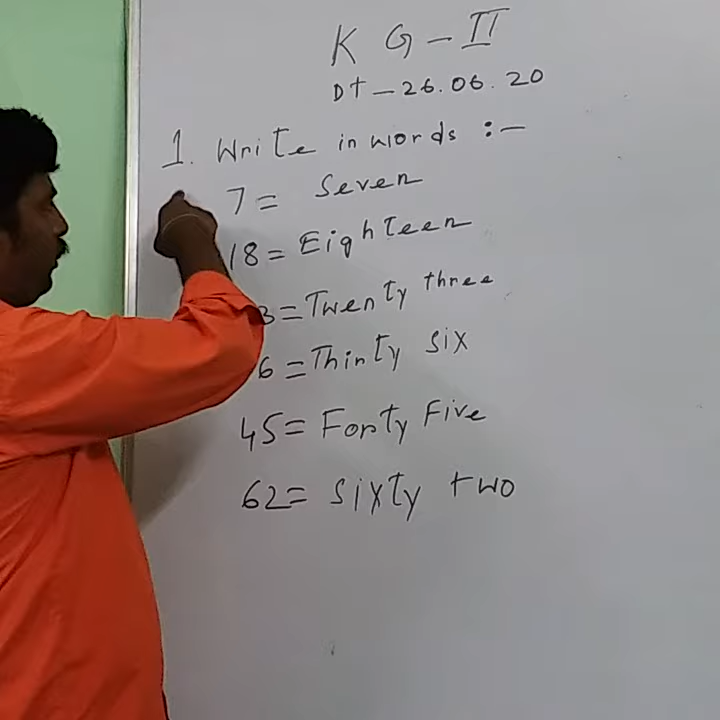 KG-II
Dt-26.06.20
1. Write in words :-
7= Seven
18= Eighteen
3=Twenty three
6=Thirty six
45= Forty Five
62= Sixty two